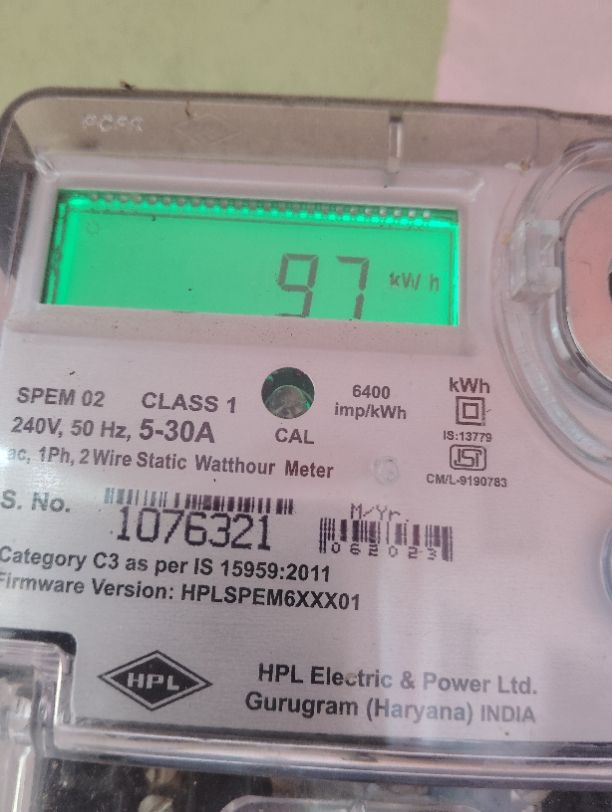 97 kW h
SPEM 02 CLASS 1
6400
imp/kWh
kWh
240V, 50 Hz, 5-30A
CAL
IS:13779
ac, 1Ph, 2 Wire Static Watthour Meter
CM/L-9190783
S. No. 1076321
M/Yr.
062023
Category C3 as per IS 15959:2011
Firmware Version: HPLSPEM6XXX01
HPL
HPL Electric & Power Ltd.
Gurugram (Haryana) INDIA